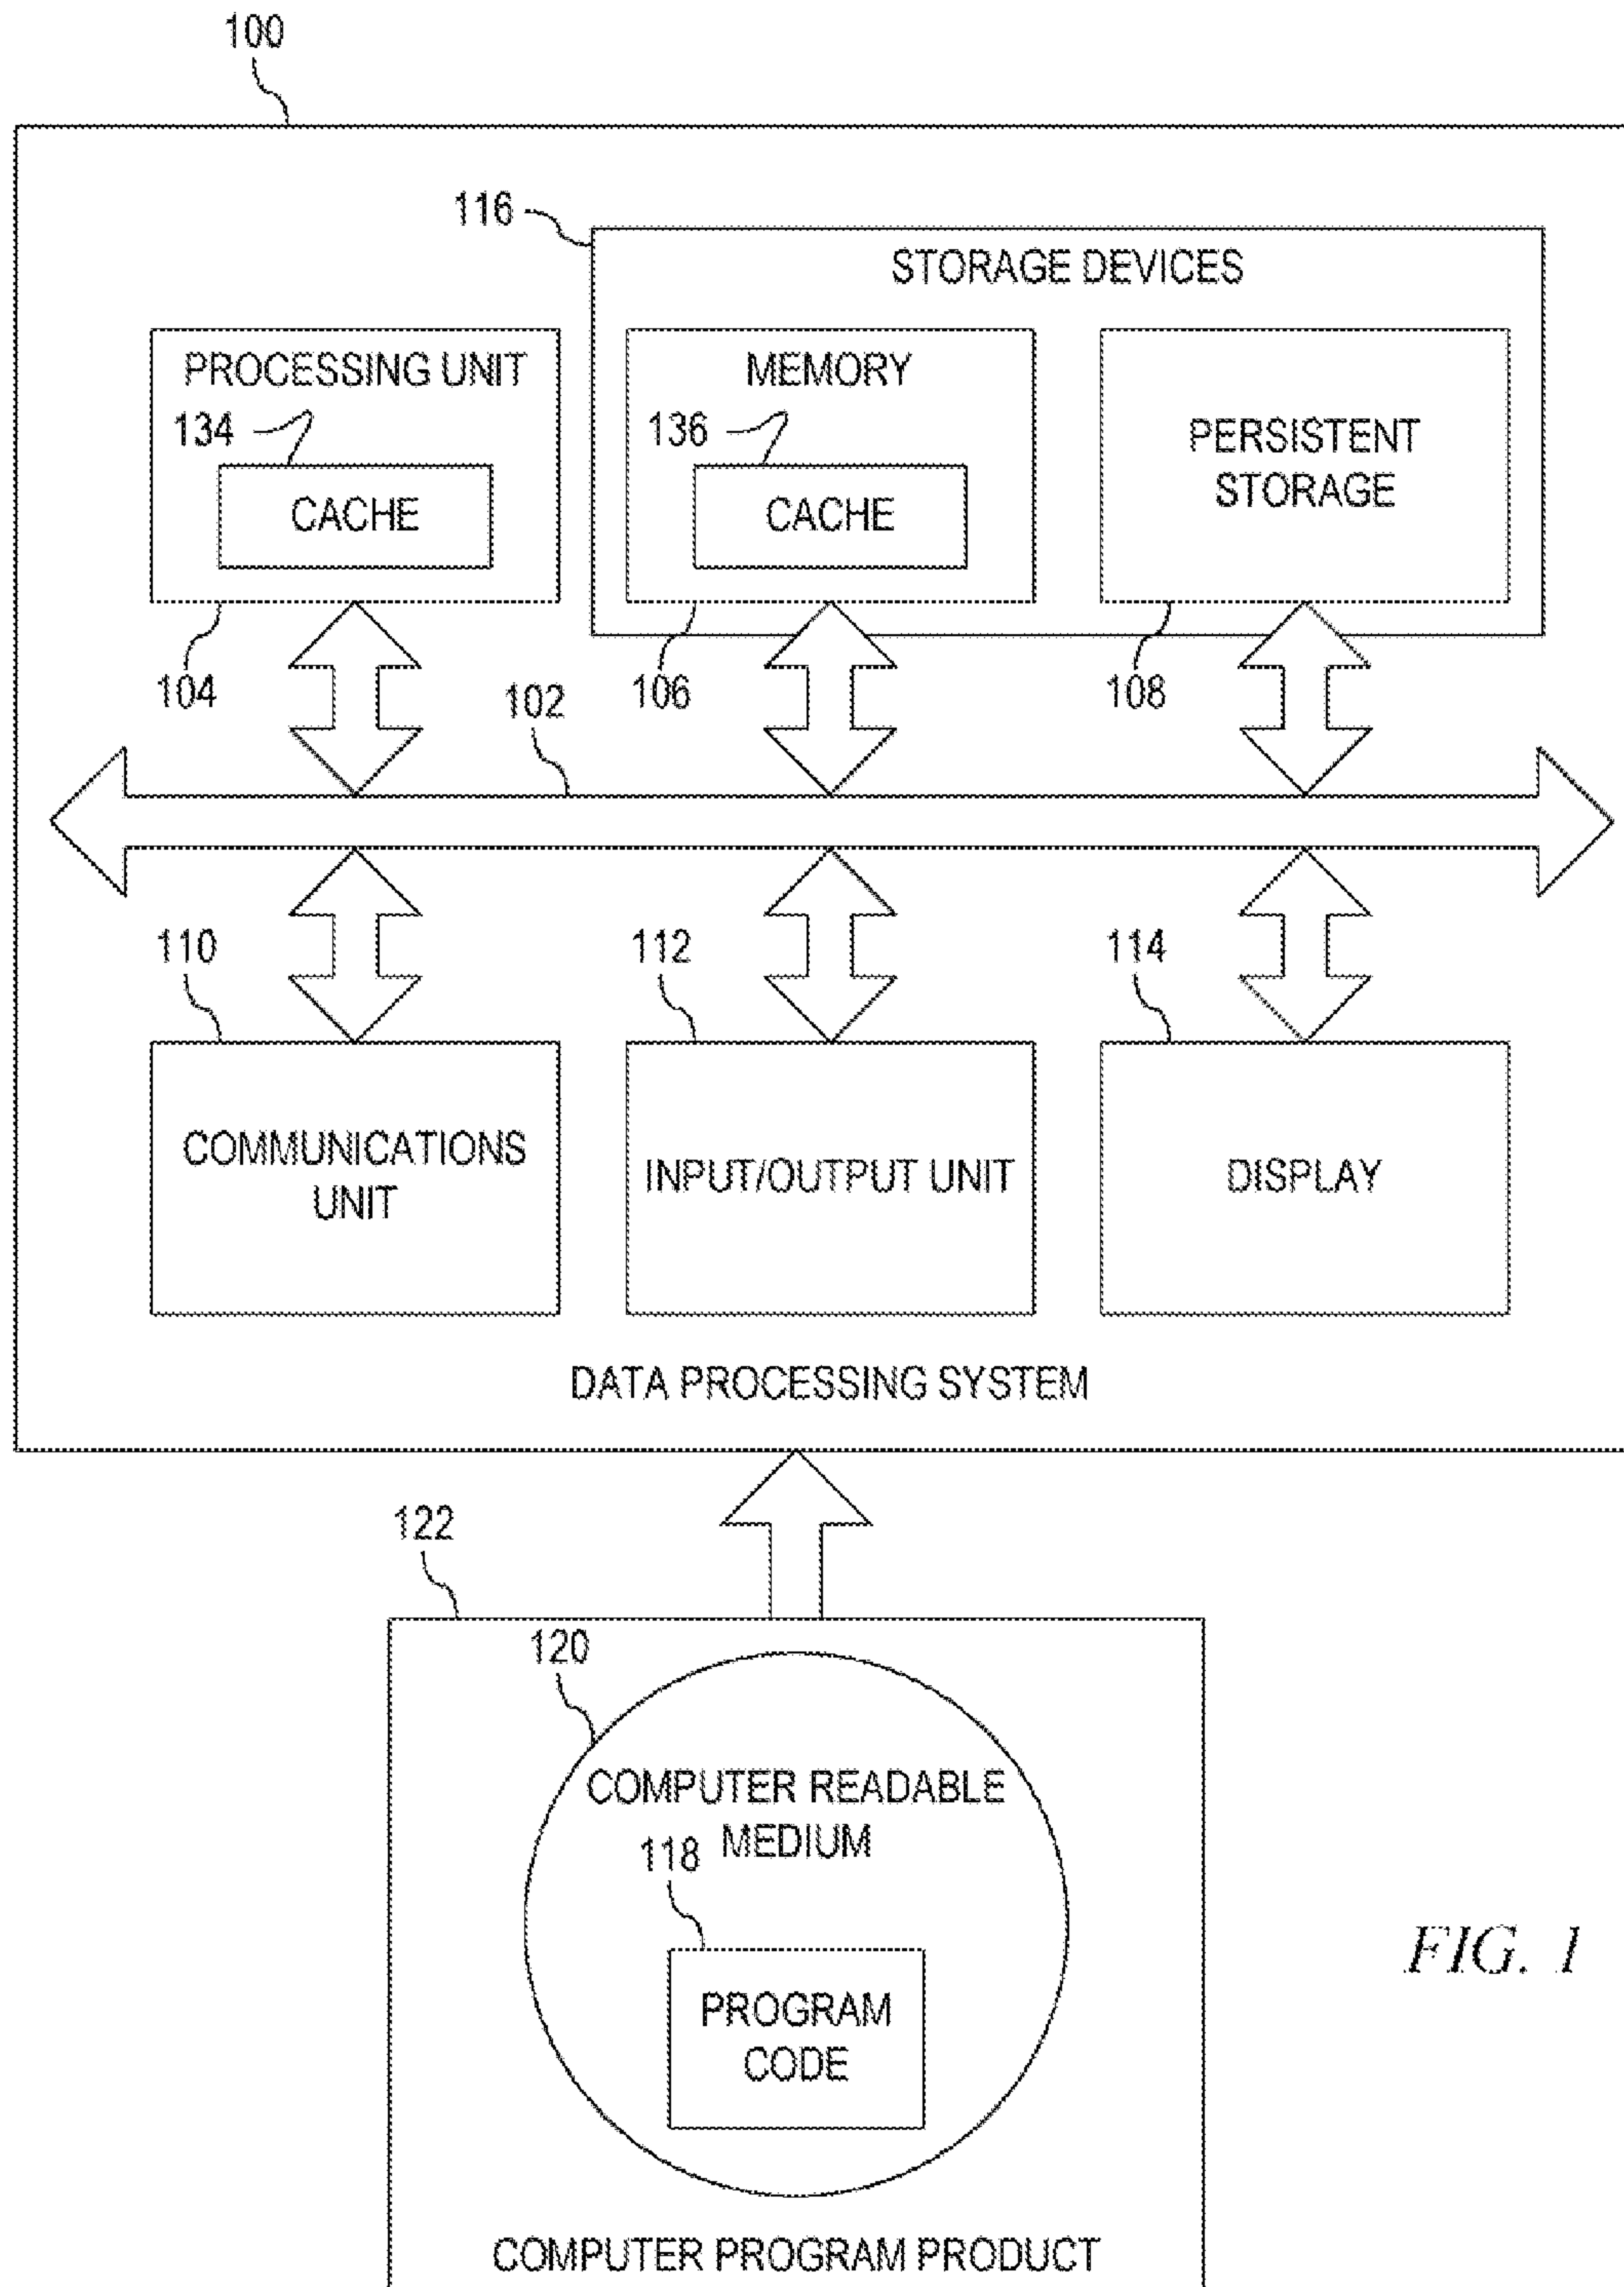 100
116
STORAGE DEVICES
PROCESSING UNIT
134
CACHE
MEMORY
136
CACHE
PERSISTENT
STORAGE
104
102
106
108
110
112
114
COMMUNICATIONS
UNIT
INPUT/OUTPUT UNIT
DISPLAY
DATA PROCESSING SYSTEM
122
120
COMPUTER READABLE
MEDIUM
118
PROGRAM
CODE
COMPUTER PROGRAM PRODUCT
FIG. 1